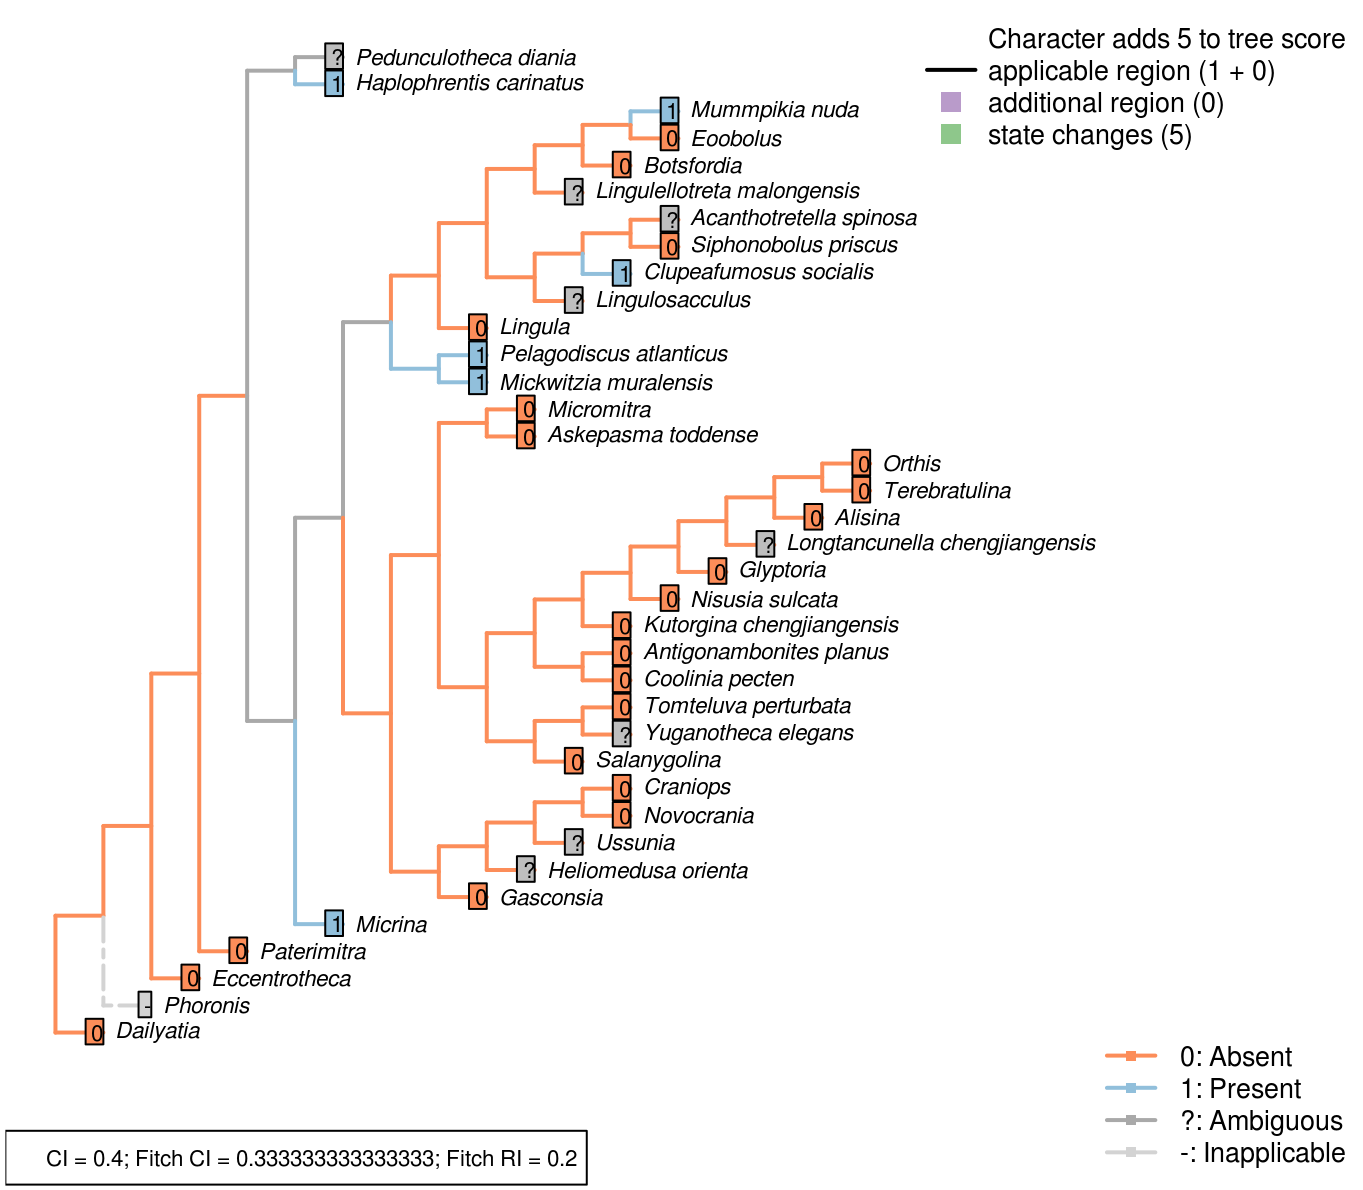 Character adds 5 to tree score
applicable region (1 + 0)
additional region (0)
state changes (5)
? Pedunculotheca diania
1 Haplophrentis carinatus
1 Mummpikia nuda
0 Eoobolus
0 Botsfordia
? Lingulellotreta malongensis
? Acanthotretella spinosa
0 Siphonobolus priscus
1 Clupeafumosus socialis
? Lingulosacculus
0 Lingula
1 Pelagodiscus atlanticus
1 Mickwitzia muralensis
0 Micromitra
0 Askepasma toddense
0 Orthis
0 Terebratulina
0 Alisina
? Longtancunella chengjiangensis
0 Glyptoria
0 Nisusia sulcata
0 Kutorgina chengjiangensis
0 Antigonambonites planus
0 Coolinia pecten
0 Tomteluva perturbata
? Yuganotheca elegans
0 Salanygolina
0 Craniops
0 Novocrania
? Ussunia
? Heliomedusa orienta
0 Gasconsia
1 Micrina
0 Paterimitra
0 Eccentrotheca
- Phoronis
0 Dailyatia
0: Absent
1: Present
?: Ambiguous
-: Inapplicable
CI = 0.4; Fitch CI = 0.333333333333333; Fitch RI = 0.2